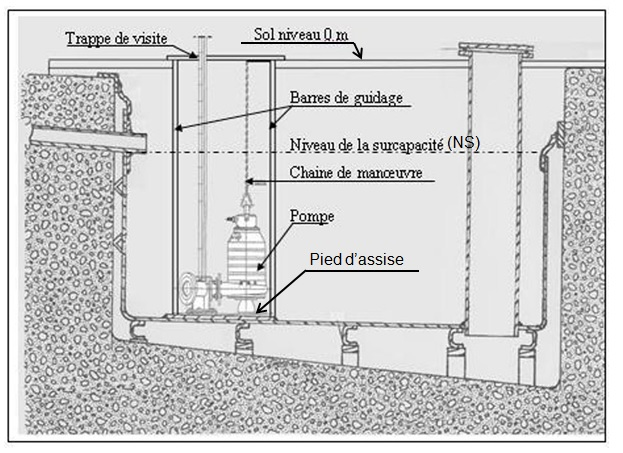 Trappe de visite
Sol niveau 0 m
Barres de guidage
Niveau de la surcapacité (NS)
Chaine de manœuvre
Pompe
Pied d’assise